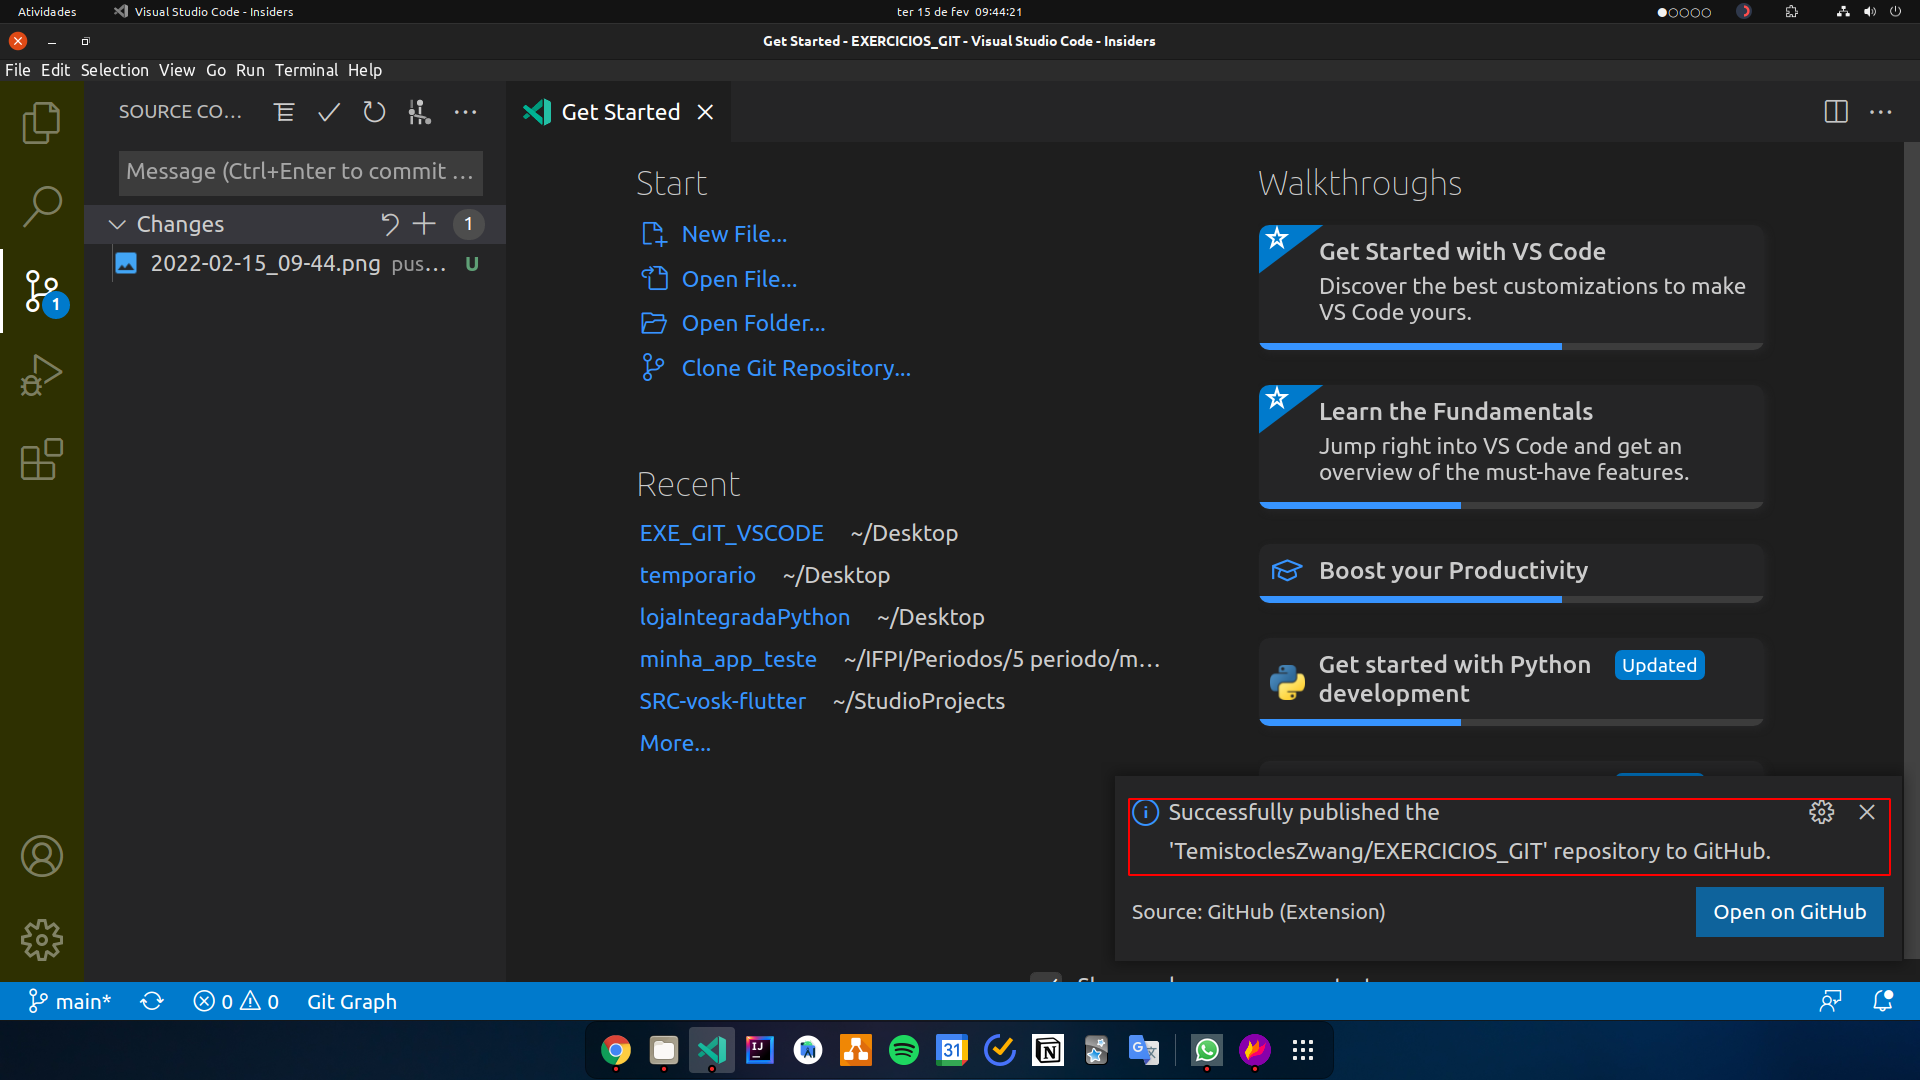 Atividades
Visual Studio Code - Insiders
ter 15 de fev 09:44:21
Get Started - EXERCICIOS_GIT - Visual Studio Code - Insiders
File Edit Selection View Go Run Terminal Help
SOURCE CO...
Get Started
Message (Ctrl+Enter to commit ...
Changes
1
2022-02-15_09-44.png pus... U
1
Start
New File...
Open File...
Open Folder...
Clone Git Repository...
Recent
EXE_GIT_VSCODE ~/Desktop
temporario ~/Desktop
lojaIntegradaPython ~/Desktop
minha_app_teste ~/IFPI/Periodos/5 periodo/m...
SRC-vosk-flutter ~/StudioProjects
More...
Walkthroughs
Get Started with VS Code
Discover the best customizations to make
VS Code yours.
Learn the Fundamentals
Jump right into VS Code and get an
overview of the must-have features.
Boost your Productivity
Get started with Python
development
Updated
Successfully published the
'TemistoclesZwang/EXERCICIOS_GIT' repository to GitHub.
Source: GitHub (Extension)
Open on GitHub
main* 0 0 Git Graph
IJ
31